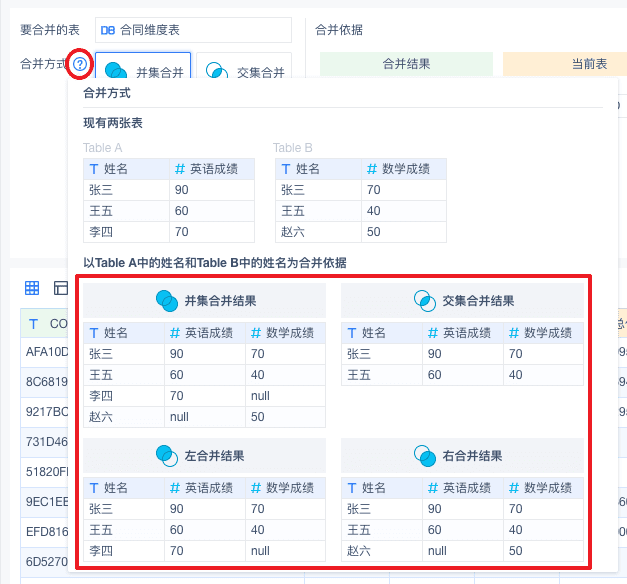 要合并的表 DB 合同维度表 合并依据
合并方式 ? 并集合并 交集合并 合并结果 当前表
合并方式
现有两张表
Table A Table B
T 姓名 # 英语成绩 T 姓名 # 数学成绩
张三 90 张三 70
王五 60 王五 40
李四 70 赵六 50
以Table A中的姓名和Table B中的姓名为合并依据
并集合并结果 交集合并结果
T 姓名 # 英语成绩 # 数学成绩 T 姓名 # 英语成绩 # 数学成绩
张三 90 70 张三 90 70
王五 60 40 王五 60 40
李四 70 null
赵六 null 50
左合并结果 右合并结果
T 姓名 # 英语成绩 # 数学成绩 T 姓名 # 英语成绩 # 数学成绩
张三 90 70 张三 90 70
王五 60 40 王五 60 40
李四 70 null 赵六 null 50
T CO
AFA10D
8C6819
9217BC
731D46
51820F
9EC1EE
EFD816
6D5270